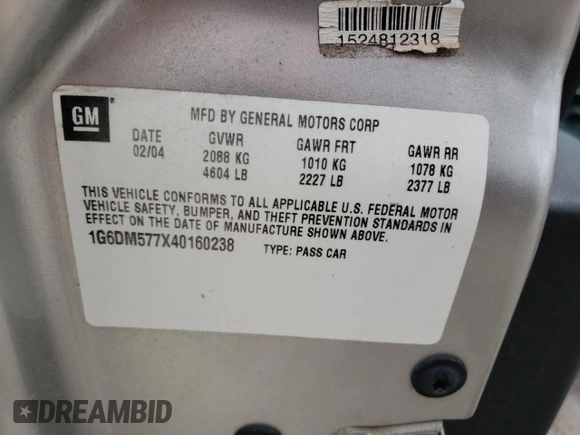 1524812318
GM
MFD BY GENERAL MOTORS CORP
DATE GVWR GAWR FRT GAWR RR
02/04 2088 KG 1010 KG 1078 KG
4604 LB 2227 LB 2377 LB
THIS VEHICLE CONFORMS TO ALL APPLICABLE U.S. FEDERAL MOTOR
VEHICLE SAFETY, BUMPER, AND THEFT PREVENTION STANDARDS IN
EFFECT ON THE DATE OF MANUFACTURE SHOWN ABOVE.
1G6DM577X40160238 TYPE: PASS CAR
DREAMBID